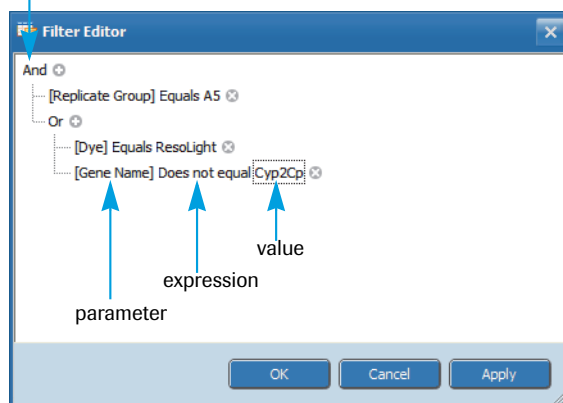 Filter Editor
And
[Replicate Group] Equals A5
Or
[Dye] Equals ResoLight
[Gene Name] Does not equal Cyp2Cp
value
expression
parameter
OK Cancel Apply